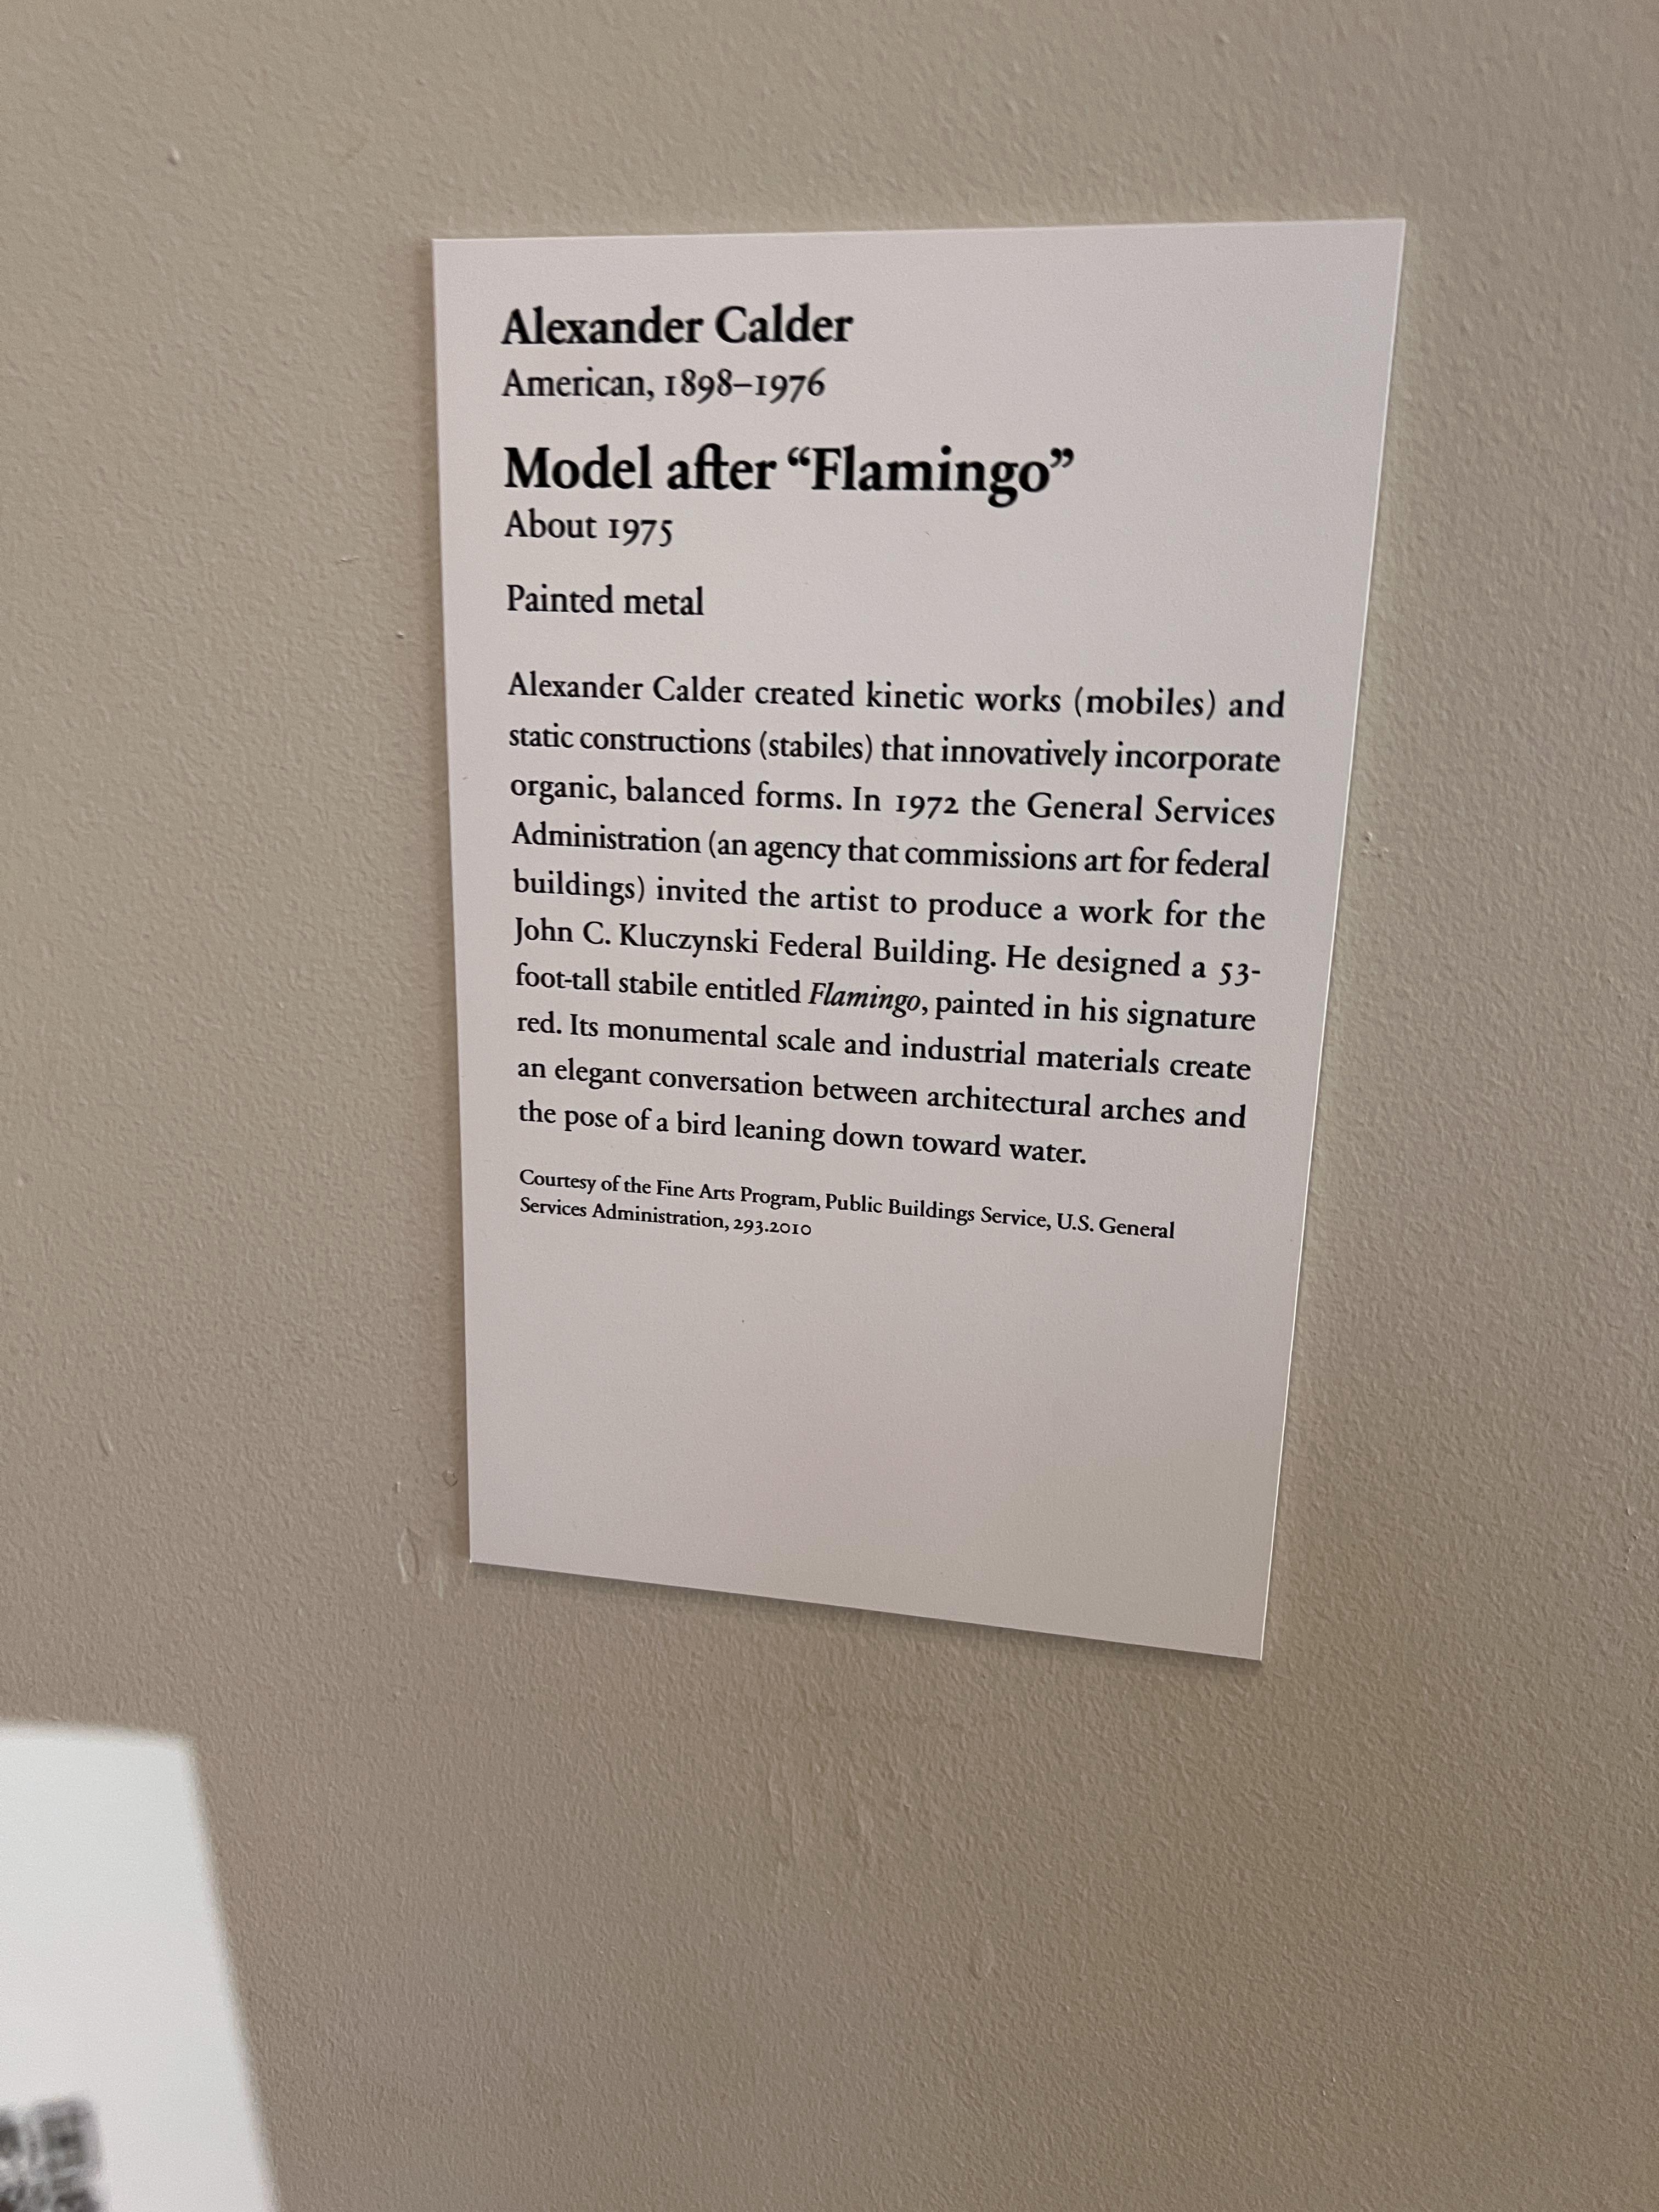 Alexander Calder
American, 1898–1976
Model after “Flamingo”
About 1975
Painted metal
Alexander Calder created kinetic works (mobiles) and
static constructions (stabiles) that innovatively incorporate
organic, balanced forms. In 1972 the General Services
Administration (an agency that commissions art for federal
buildings) invited the artist to produce a work for the
John C. Kluczynski Federal Building. He designed a 53-
foot-tall stabile entitled Flamingo, painted in his signature
red. Its monumental scale and industrial materials create
an elegant conversation between architectural arches and
the pose of a bird leaning down toward water.
Courtesy of the Fine Arts Program, Public Buildings Service, U.S. General
Services Administration, 293.2010